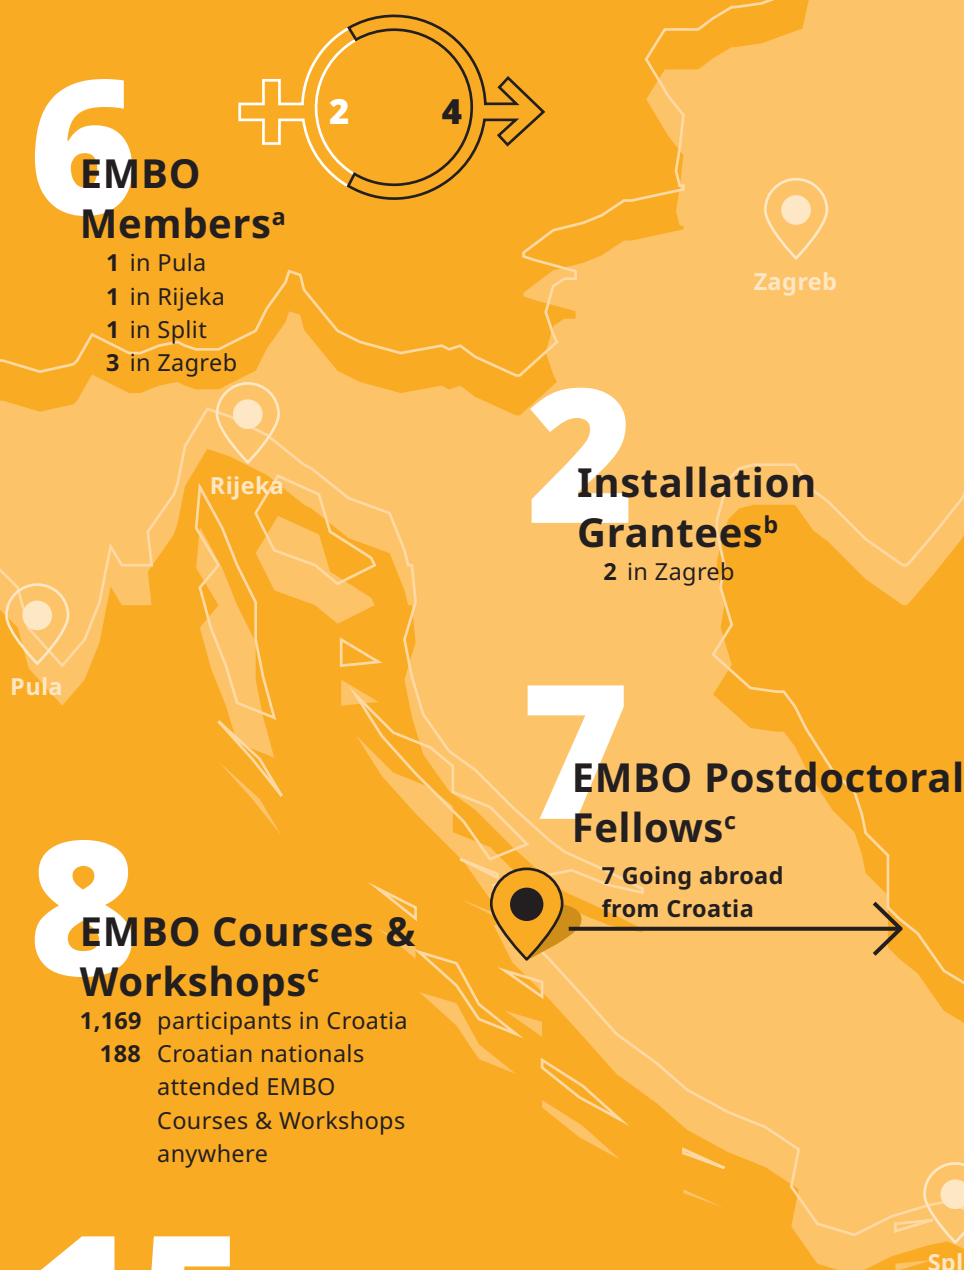 6
2
4
EMBO
Membersᵃ
1 in Pula
1 in Rijeka
1 in Split
3 in Zagreb
Zagreb
Rijeka
2
Installation
Granteesᵇ
2 in Zagreb
Pula
7
EMBO Postdoctoral
Fellowsᶜ
7 Going abroad
from Croatia
8
EMBO Courses &
Workshopsᶜ
1,169 participants in Croatia
188 Croatian nationals
attended EMBO
Courses & Workshops
anywhere
15
Spl